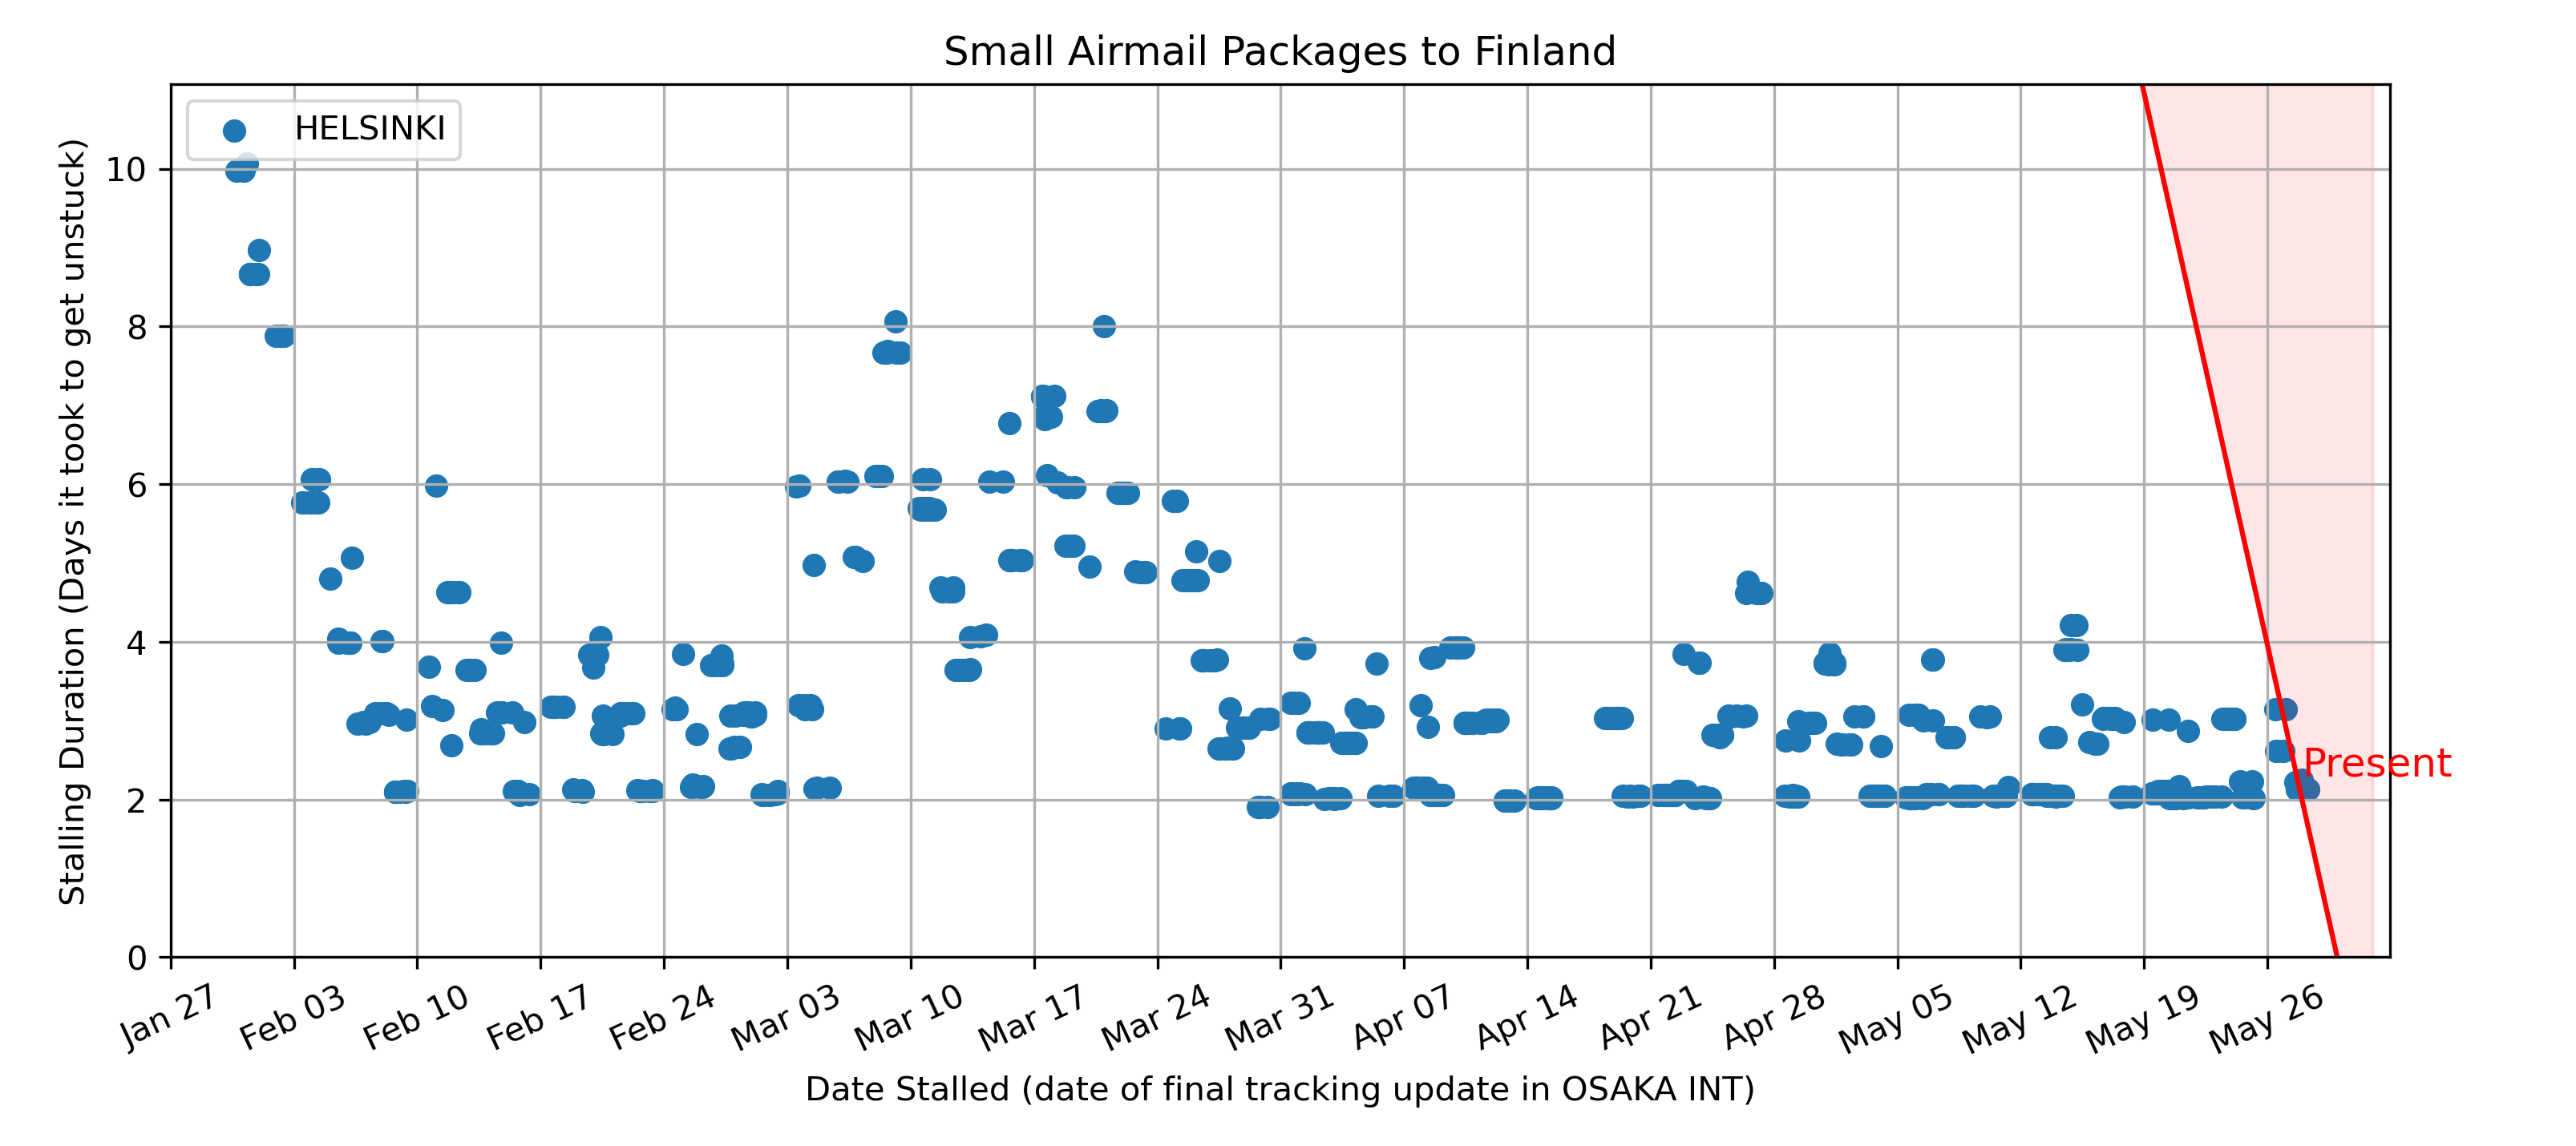 Small Airmail Packages to Finland
HELSINKI
Stalling Duration (Days it took to get unstuck)
10
8
6
4
2
0
Present
Jan 27
Feb 03
Feb 10
Feb 17
Feb 24
Mar 03
Mar 10
Mar 17
Mar 24
Mar 31
Apr 07
Apr 14
Apr 21
Apr 28
May 05
May 12
May 19
May 26
Date Stalled (date of final tracking update in OSAKA INT)